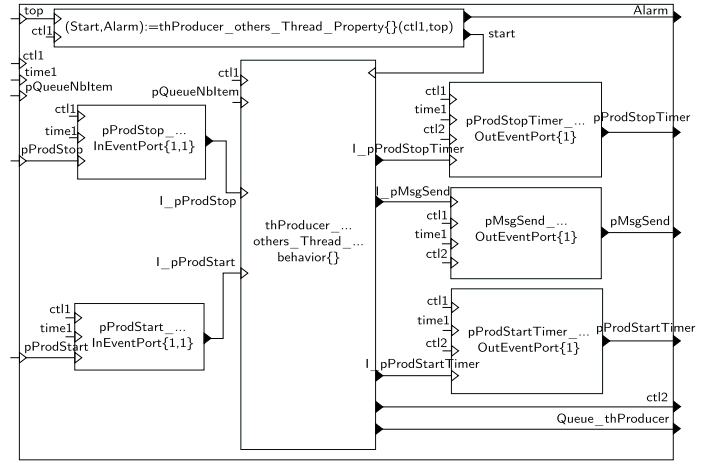 top
Alarm
(Start,Alarm):=thProducer_others_Thread_Property{}(ctl1,top)
ctl1
start
ctl1
time1
pQueueNbItem
ctl1
pQueueNbItem
ctl1
time1
ctl2
I_pProdStopTimer
pProdStopTimer_...
OutEventPort{1}
pProdStopTimer
ctl1
time1
pProdStop
pProdStop_...
InEventPort{1,1}
I_pProdStop
I_pMsgSend
ctl1
time1
ctl2
pMsgSend_...
OutEventPort{1}
pMsgSend
thProducer_...
others_Thread_...
behavior{}
I_pProdStart
ctl1
time1
pProdStart
pProdStart_...
InEventPort{1,1}
ctl1
time1
ctl2
I_pProdStartTimer
pProdStartTimer_...
OutEventPort{1}
pProdStartTimer
ctl2
Queue_thProducer